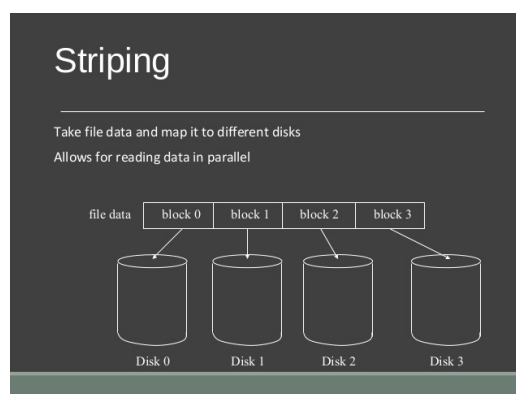 Striping
Take file data and map it to different disks
Allows for reading data in parallel
file data block 0 block 1 block 2 block 3
Disk 0 Disk 1 Disk 2 Disk 3